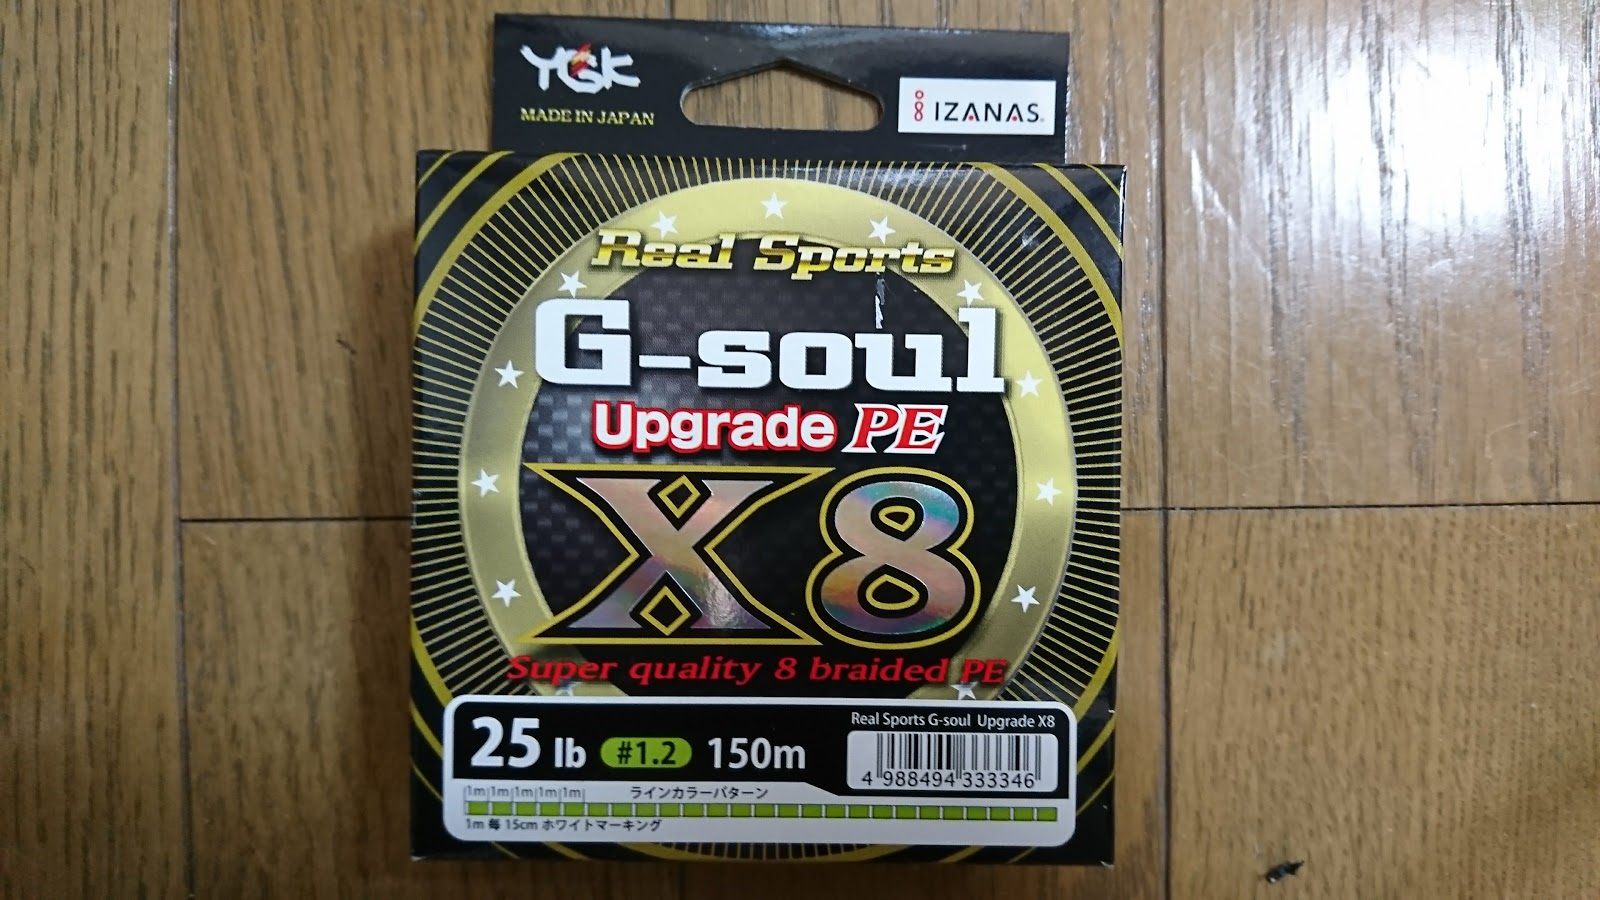 YGK
MADE IN JAPAN
IZANAS
Real Sports
G-soul
Upgrade PE
X8
Super quality 8 braided PE
25 lb #1.2 150m
Real Sports G-soul Upgrade X8
4 988494 333346
1m 1m 1m 1m 1m
ラインカラーパターン
1m 毎 15cm ホワイトマーキング